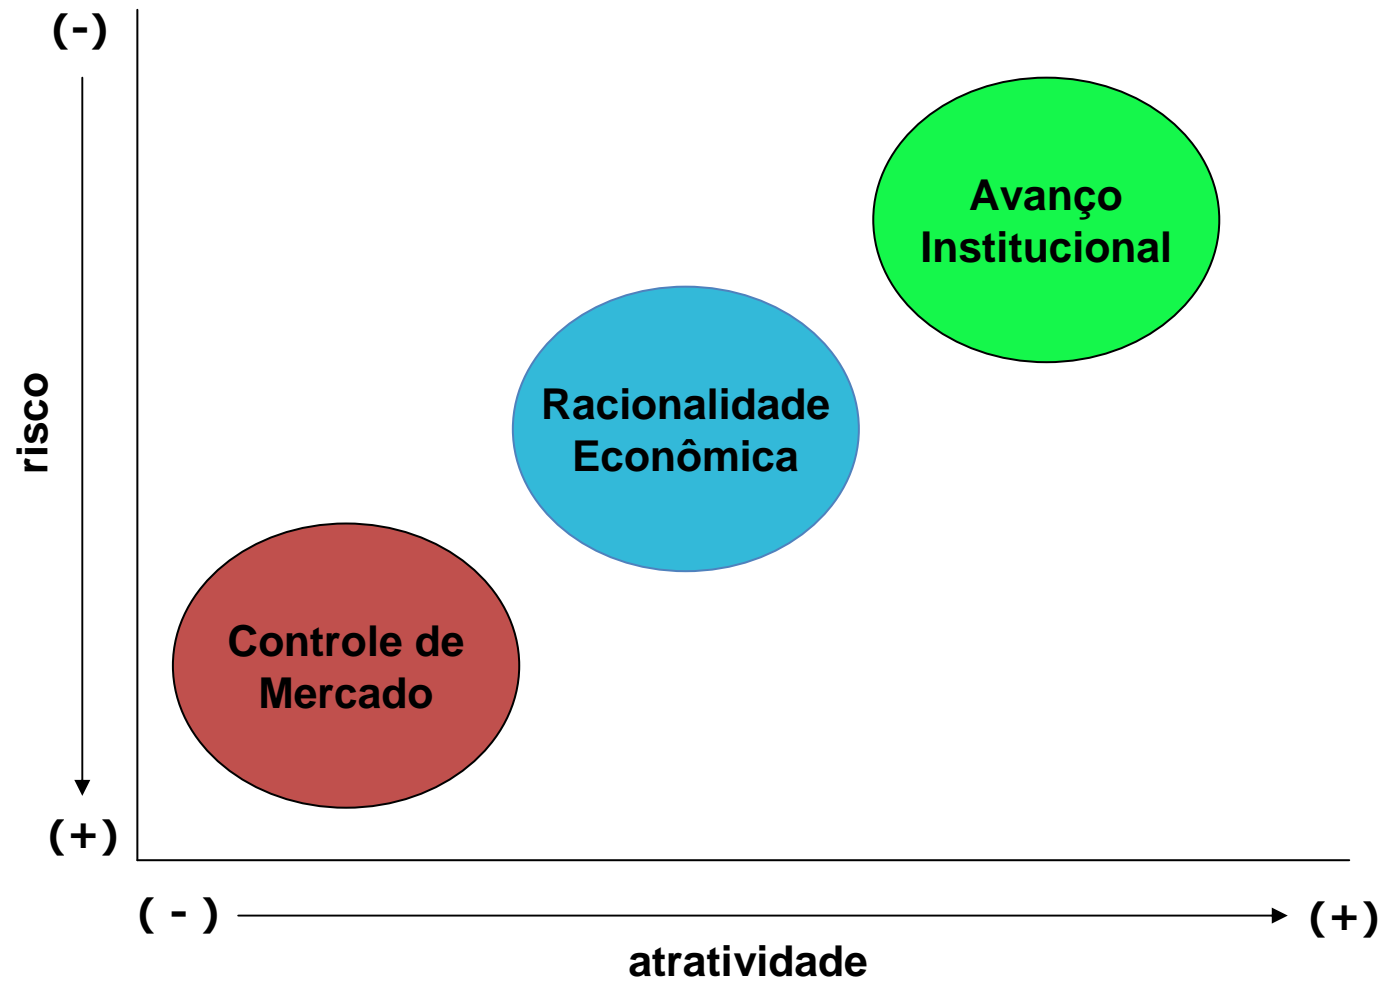 (-)
Avanço
Institucional
Racionalidade
Econômica
risco
Controle de
Mercado
(+)
( - )
(+)
atratividade